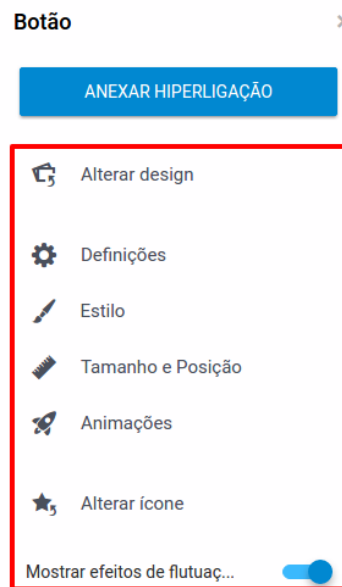 Botão
ANEXAR HIPERLIGAÇÃO
Alterar design
Definições
Estilo
Tamanho e Posição
Animações
Alterar ícone
Mostrar efeitos de flutuaç...